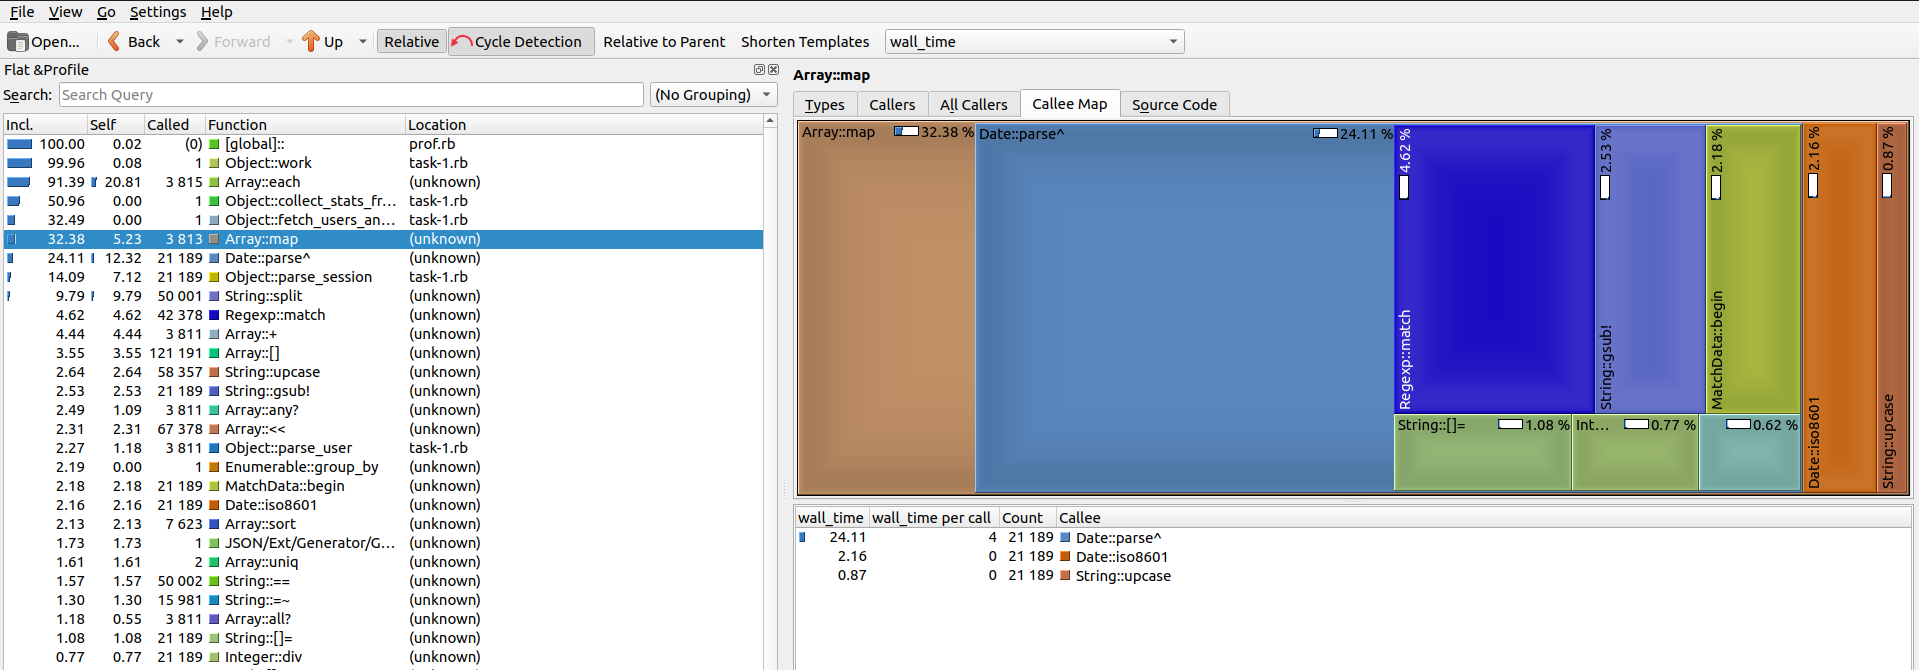 File View Go Settings Help
Open... Back Forward Up Relative Cycle Detection Relative to Parent Shorten Templates wall_time
Flat &Profile
Search: Search Query (No Grouping)
Incl. Self Called Function Location
100.00 0.02 (0) [global]:: prof.rb
99.96 0.08 1 Object::work task-1.rb
91.39 20.81 3 815 Array::each (unknown)
50.96 0.00 1 Object::collect_stats_fr... task-1.rb
32.49 0.00 1 Object::fetch_users_an... task-1.rb
32.38 5.23 3 813 Array::map (unknown)
24.11 12.32 21 189 Date::parse^ (unknown)
14.09 7.12 21 189 Object::parse_session task-1.rb
9.79 9.79 50 001 String::split (unknown)
4.62 4.62 42 378 Regexp::match (unknown)
4.44 4.44 3 811 Array::+ (unknown)
3.55 3.55 121 191 Array::[] (unknown)
2.64 2.64 58 357 String::upcase (unknown)
2.53 2.53 21 189 String::gsub! (unknown)
2.49 1.09 3 811 Array::any? (unknown)
2.31 2.31 67 378 Array::<< (unknown)
2.27 1.18 3 811 Object::parse_user task-1.rb
2.19 0.00 1 Enumerable::group_by (unknown)
2.18 2.18 21 189 MatchData::begin (unknown)
2.16 2.16 21 189 Date::iso8601 (unknown)
2.13 2.13 7 623 Array::sort (unknown)
1.73 1.73 1 JSON/Ext/Generator/G... (unknown)
1.61 1.61 2 Array::uniq (unknown)
1.57 1.57 50 002 String::== (unknown)
1.30 1.30 15 981 String::=~ (unknown)
1.18 0.55 3 811 Array::all? (unknown)
1.08 1.08 21 189 String::[]= (unknown)
0.77 0.77 21 189 Integer::div (unknown)
Array::map
Types Callers All Callers Callee Map Source Code
Array::map 32.38 %
Date::parse^ 24.11 %
Regexp::match 4.62 %
String::gsub! 2.53 %
MatchData::begin 2.18 %
Date::iso8601 2.16 %
String::upcase 0.87 %
String::[]= 1.08 %
Int... 0.77 %
0.62 %
wall_time wall_time per call Count Callee
24.11 4 21 189 Date::parse^
2.16 0 21 189 Date::iso8601
0.87 0 21 189 String::upcase